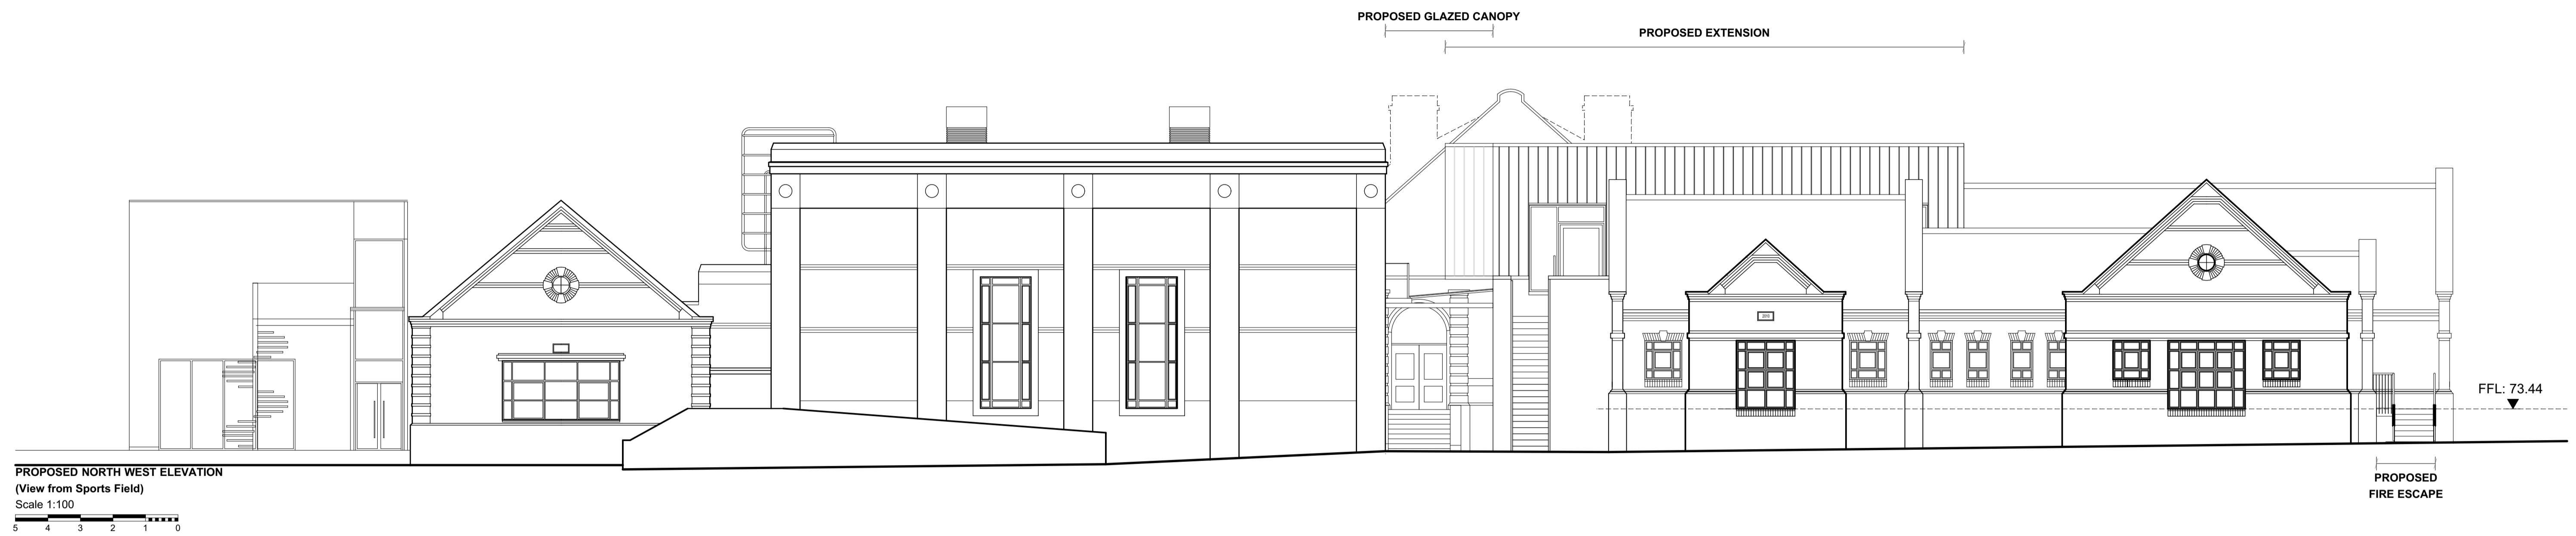 PROPOSED GLAZED CANOPY
PROPOSED EXTENSION
FFL: 73.44
PROPOSED NORTH WEST ELEVATION
(View from Sports Field)
Scale 1:100
5 4 3 2 1 0
PROPOSED
FIRE ESCAPE